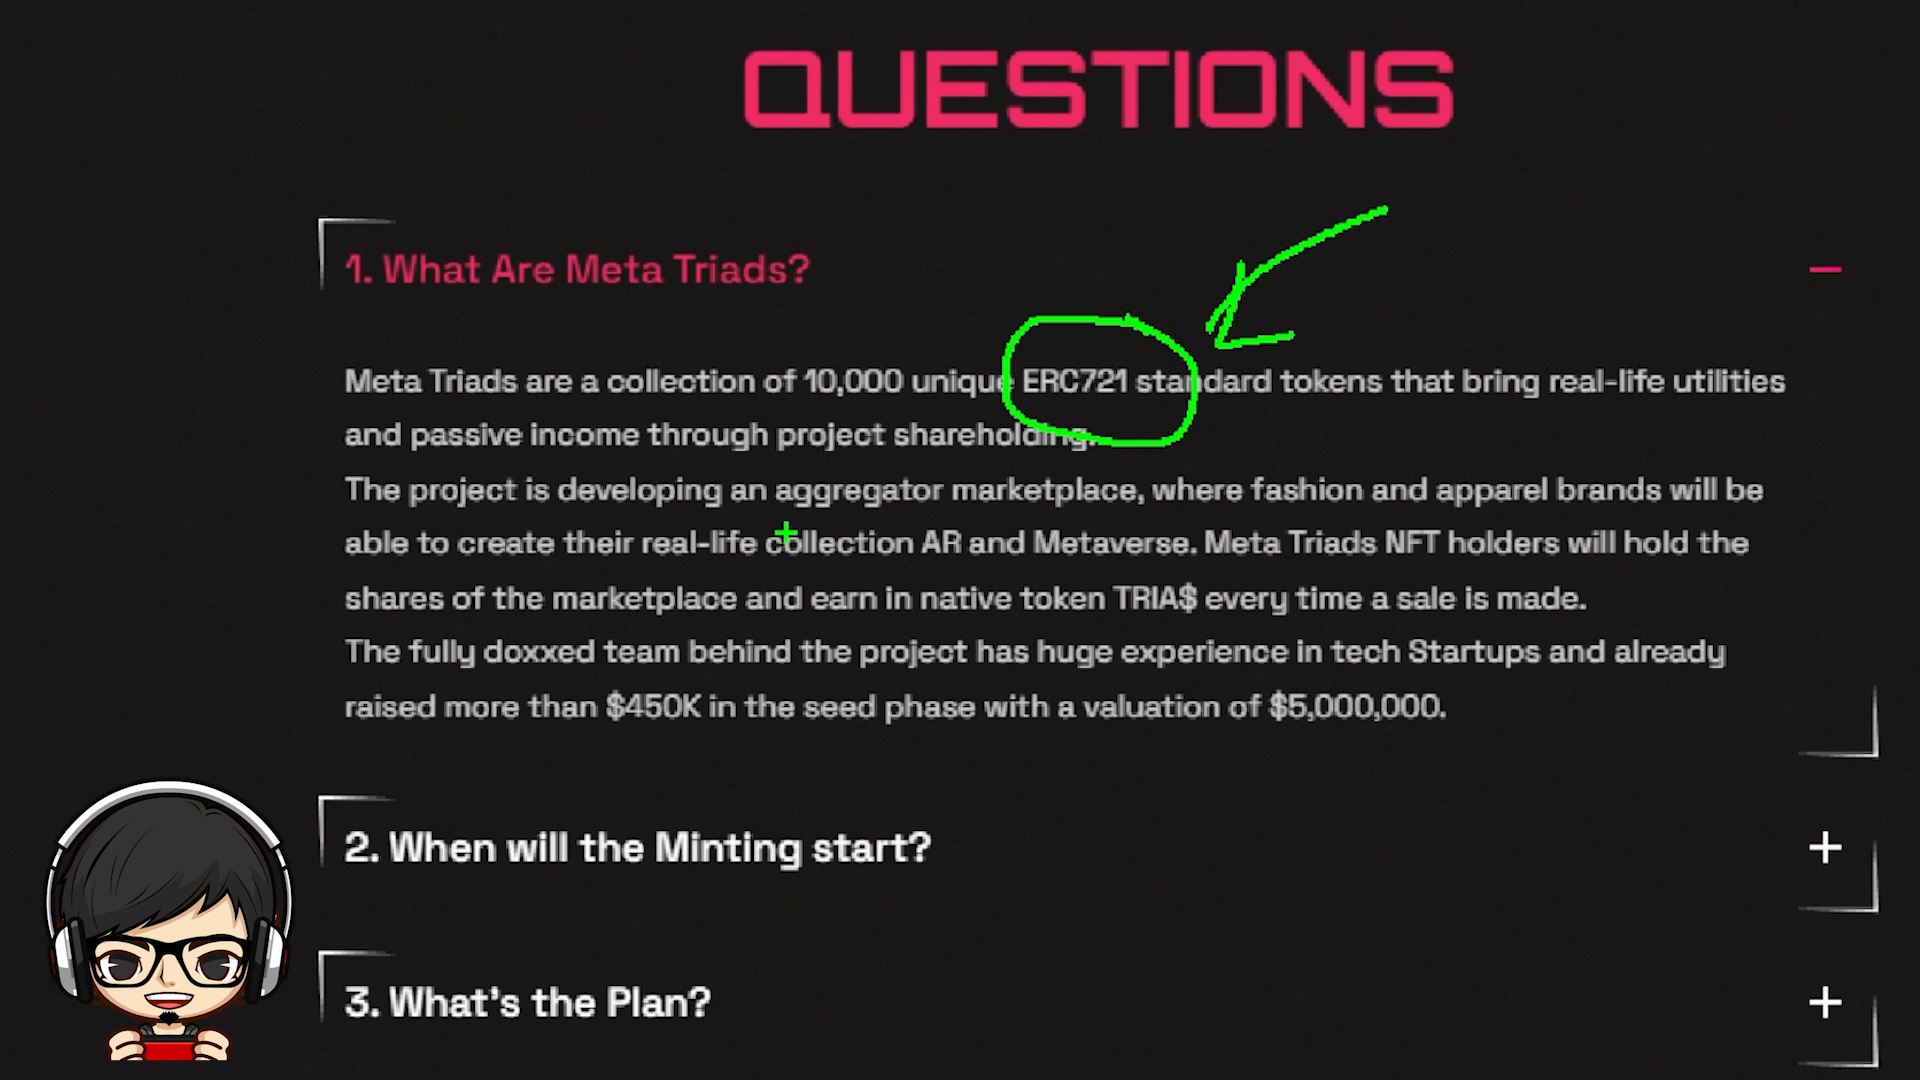 QUESTIONS
1. What Are Meta Triads?
Meta Triads are a collection of 10,000 unique ERC721 standard tokens that bring real-life utilities
and passive income through project shareholding.
The project is developing an aggregator marketplace, where fashion and apparel brands will be
able to create their real-life collection AR and Metaverse. Meta Triads NFT holders will hold the
shares of the marketplace and earn in native token TRIA$ every time a sale is made.
The fully doxxed team behind the project has huge experience in tech Startups and already
raised more than $450K in the seed phase with a valuation of $5,000,000.
2. When will the Minting start?
3. What's the Plan?